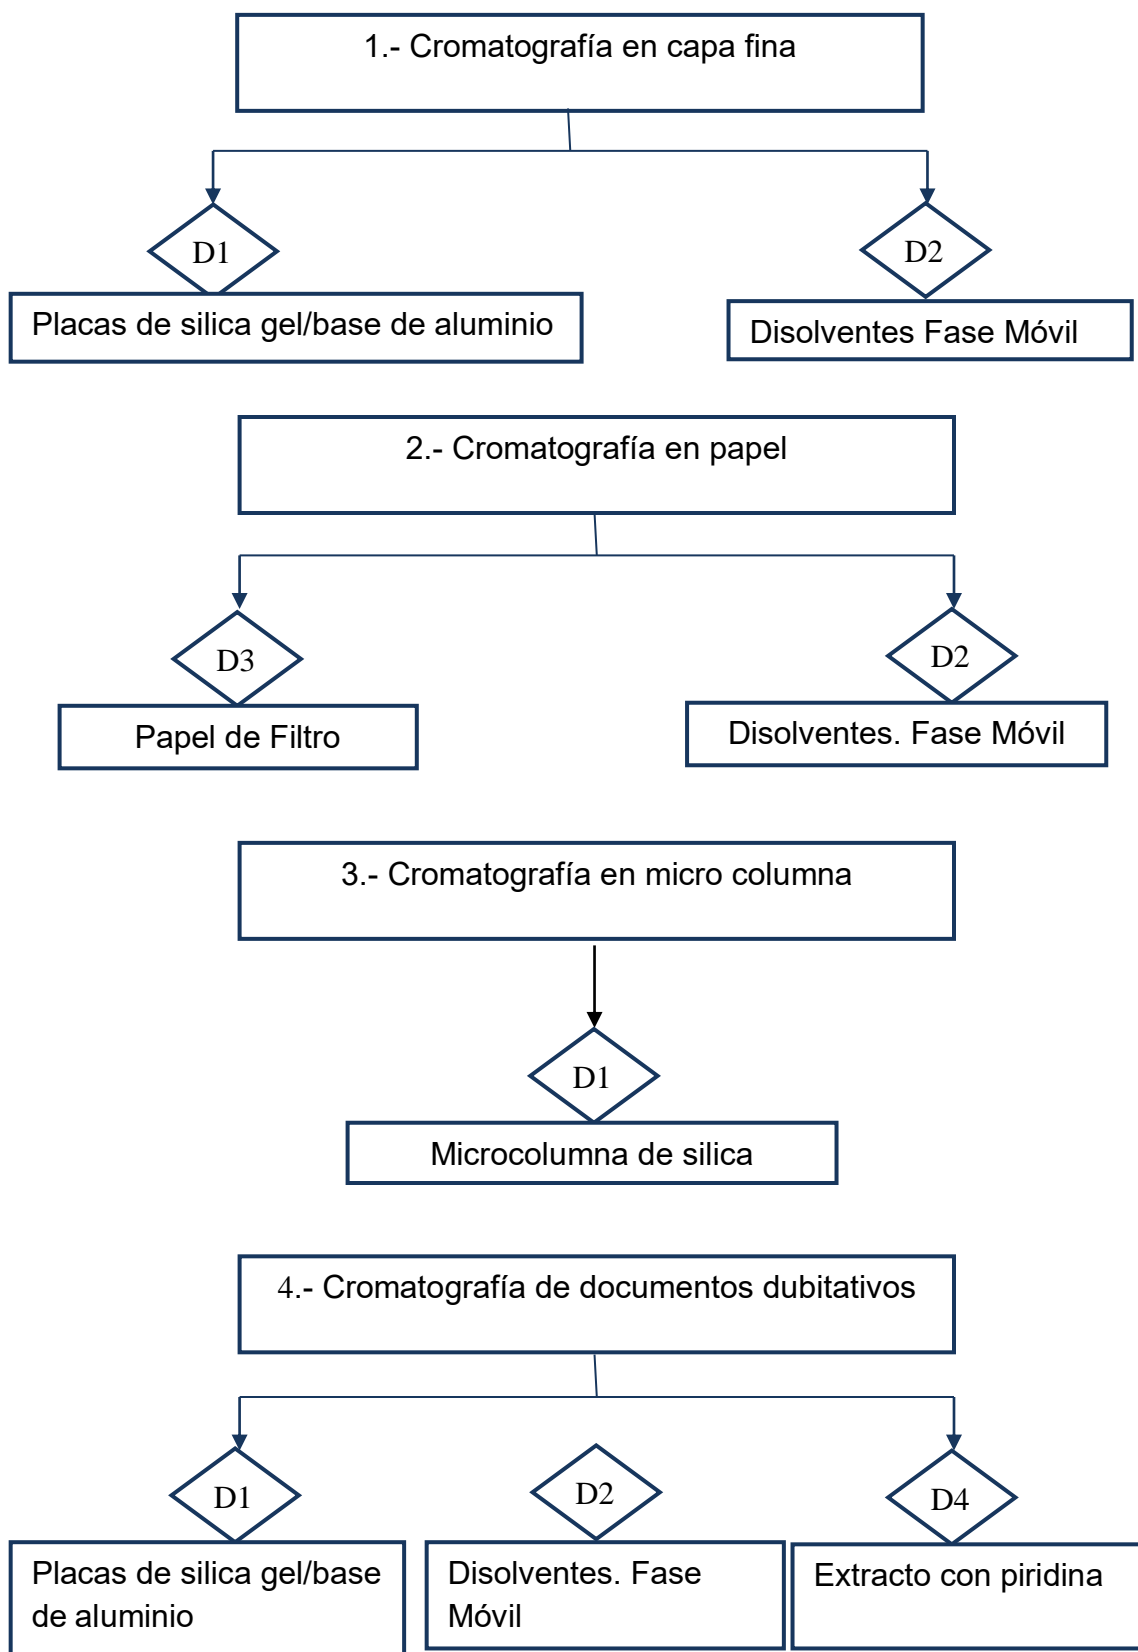 1.- Cromatografía en capa fina
D1
D2
Placas de silica gel/base de aluminio
Disolventes Fase Móvil
2.- Cromatografía en papel
D3
D2
Papel de Filtro
Disolventes. Fase Móvil
3.- Cromatografía en micro columna
D1
Microcolumna de silica
4.- Cromatografía de documentos dubitativos
D1
D2
D4
Placas de silica gel/base
de aluminio
Disolventes. Fase
Móvil
Extracto con piridina